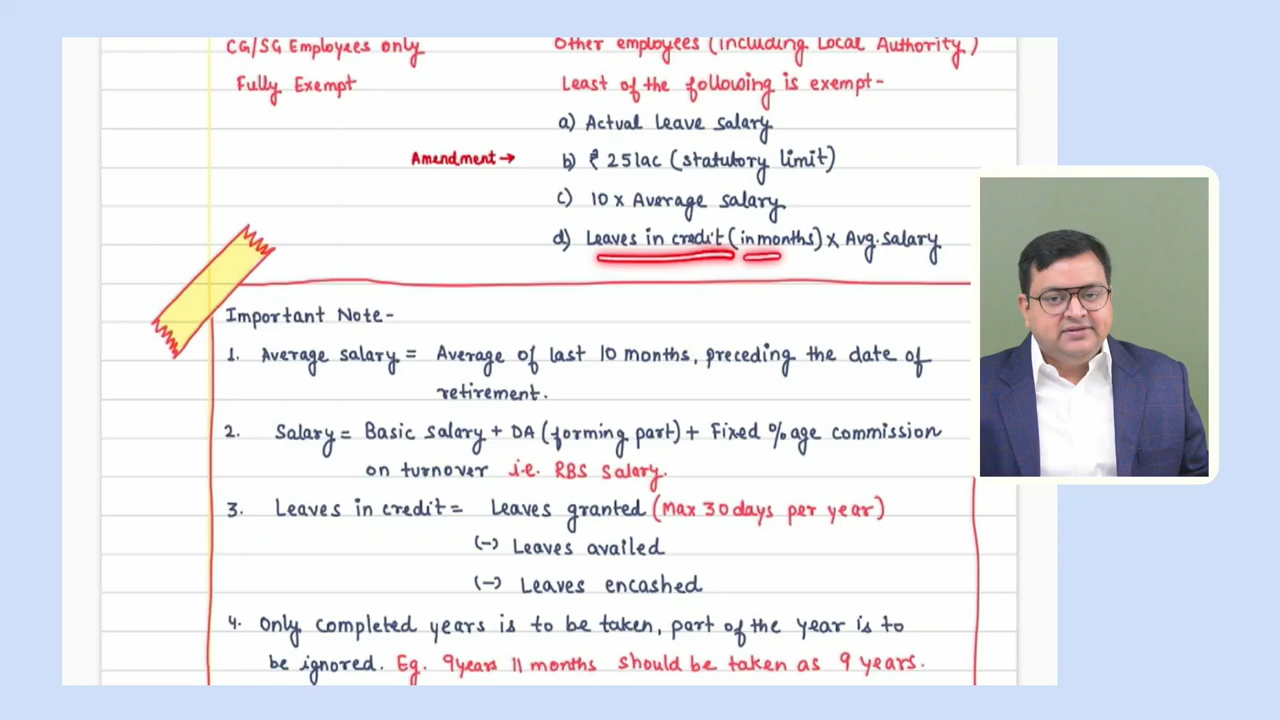 CG/SG Employees only
Other employees (including Local Authority)
Fully Exempt
Least of the following is exempt-
a) Actual leave salary
Amendment →
b) ₹ 25 lac (statutory limit)
c) 10 x Average salary
d) Leaves in credit (in months) x Avg. Salary
Important Note-
1. Average salary = Average of last 10 months, preceding the date of
retirement.
2. Salary = Basic salary + DA (forming part) + Fixed %age commission
on turnover i.e. RBS Salary.
3. Leaves in credit = Leaves granted (Max 30 days per year)
(-) Leaves availed
(-) Leaves encashed
4. Only completed years is to be taken, part of the year is to
be ignored. Eg. 9 years 11 months should be taken as 9 years.